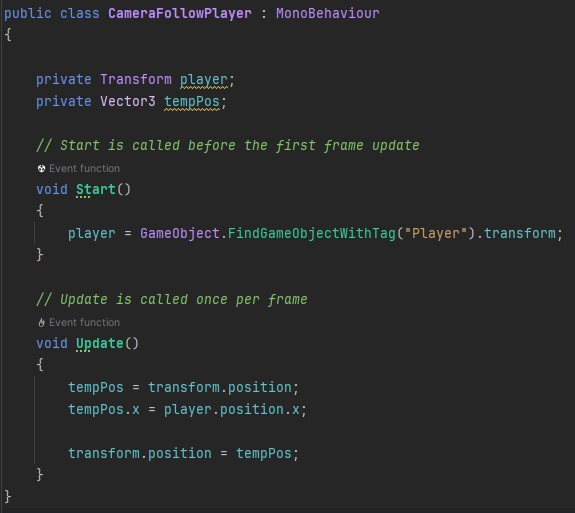 public class CameraFollowPlayer : MonoBehaviour
{
    private Transform player;
    private Vector3 tempPos;

    // Start is called before the first frame update
    Event function
    void Start()
    {
        player = GameObject.FindGameObjectWithTag("Player").transform;
    }

    // Update is called once per frame
    Event function
    void Update()
    {
        tempPos = transform.position;
        tempPos.x = player.position.x;

        transform.position = tempPos;
    }
}